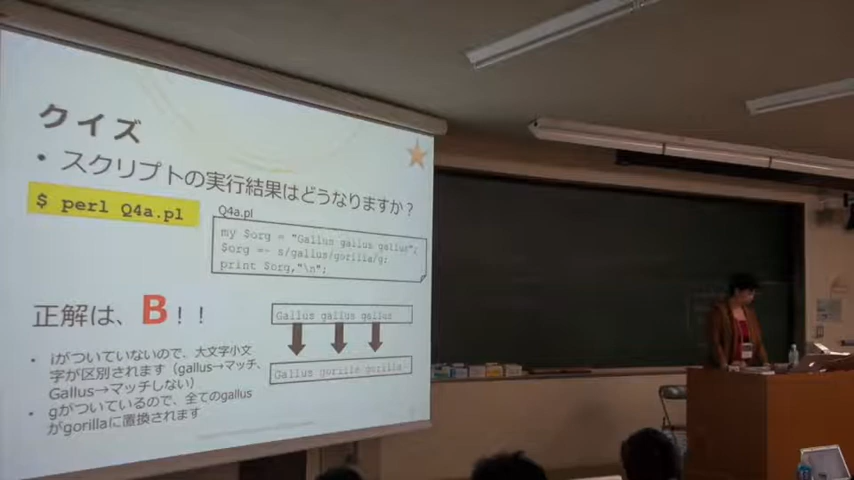 クイズ
• スクリプトの実行結果はどうなりますか？
$ perl Q4a.pl
Q4a.pl
my $org = "Gallus gallus gallus";
$org =~ s/gallus/gorilla/g;
print $org,"\n";
正解は、B！！
Gallus gallus gallus
Gallus gorilla gorilla
• iがついていないので、大文字小文
字が区別されます（gallus→マッチ、
Gallus→マッチしない）
• gがついているので、全てのgallus
がgorillaに置換されます